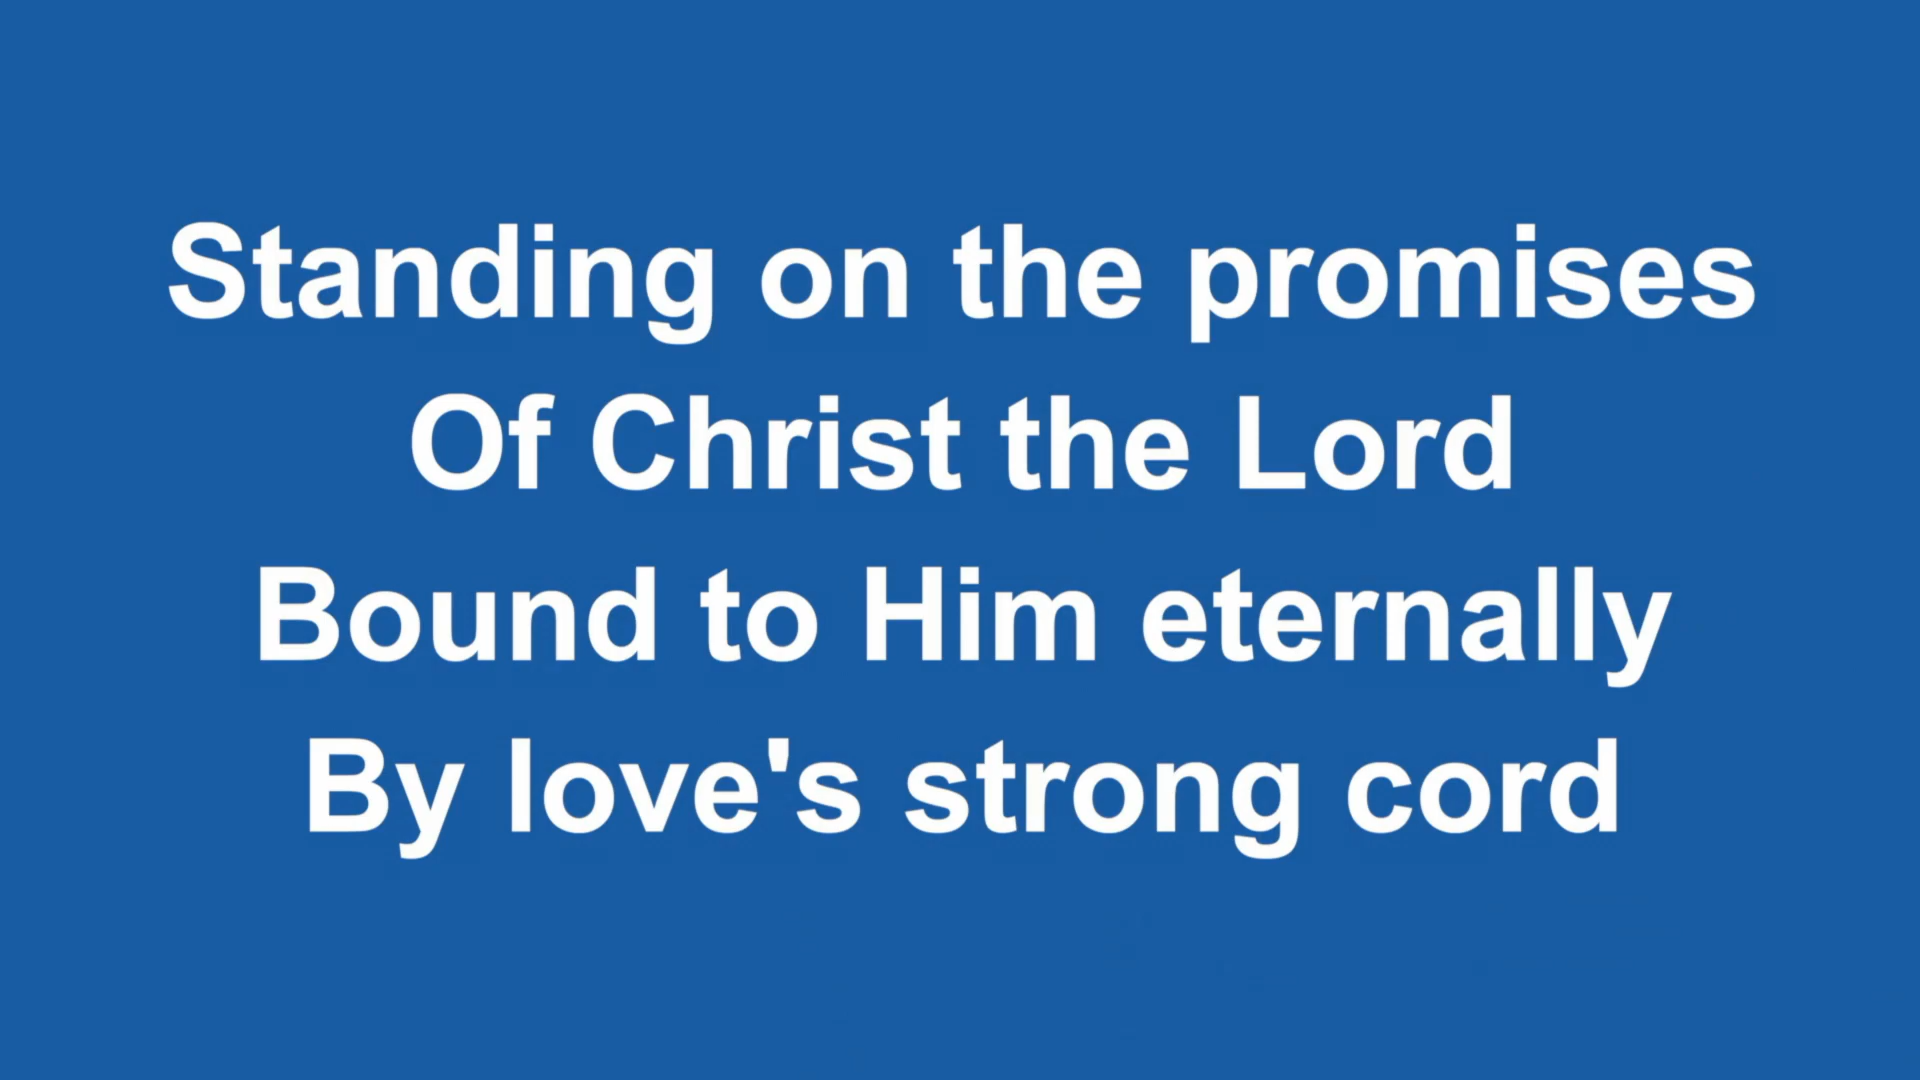 Standing on the promises
Of Christ the Lord
Bound to Him eternally
By love's strong cord